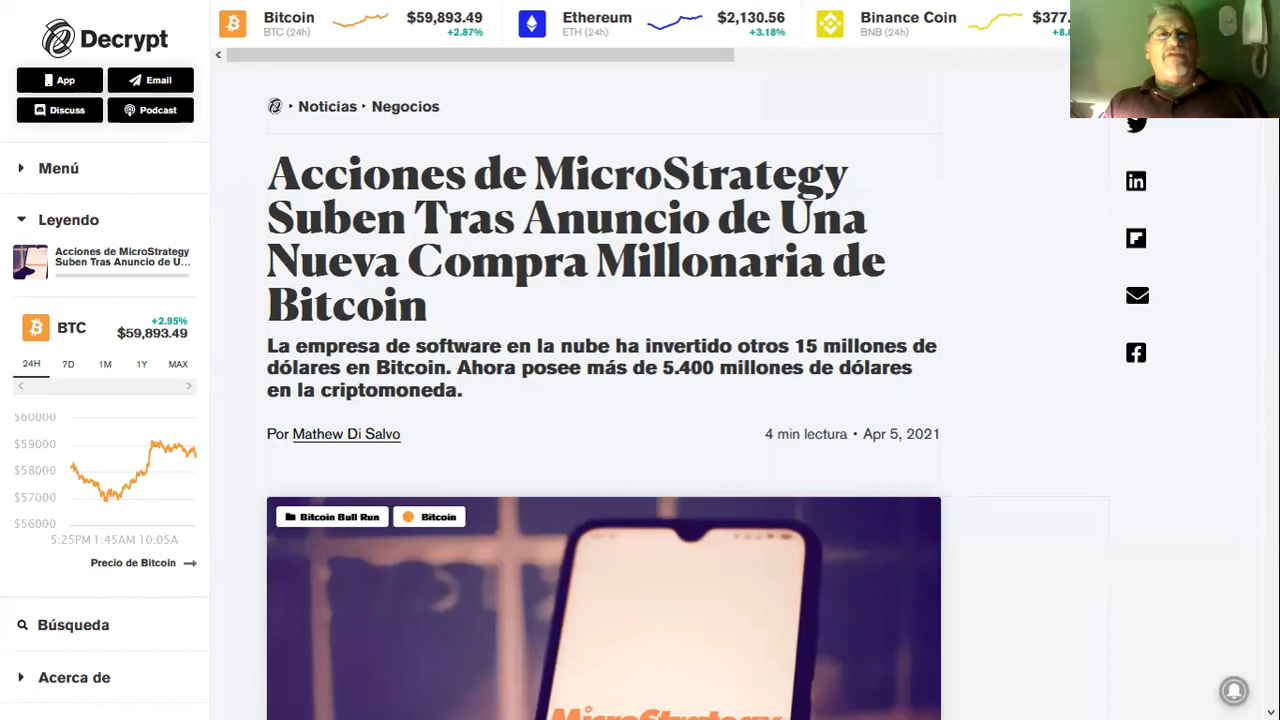 Decrypt
App
Email
Discuss
Podcast
Menú
Leyendo
Acciones de MicroStrategy
Suben Tras Anuncio de U...
BTC
+2.95%
$59,893.49
24H 7D 1M 1Y MAX
$60000
$59000
$58000
$57000
$56000
5:25PM 1:45AM 10:05A
Precio de Bitcoin
Búsqueda
Acerca de
Bitcoin $59,893.49
BTC (24h) +2.87%
Ethereum $2,130.56
ETH (24h) +3.18%
Binance Coin $377.
BNB (24h) +8.8
Noticias Negocios
Acciones de MicroStrategy
Suben Tras Anuncio de Una
Nueva Compra Millonaria de
Bitcoin
La empresa de software en la nube ha invertido otros 15 millones de
dólares en Bitcoin. Ahora posee más de 5.400 millones de dólares
en la criptomoneda.
Por Mathew Di Salvo
4 min lectura • Apr 5, 2021
Bitcoin Bull Run
Bitcoin
MicroStrategy